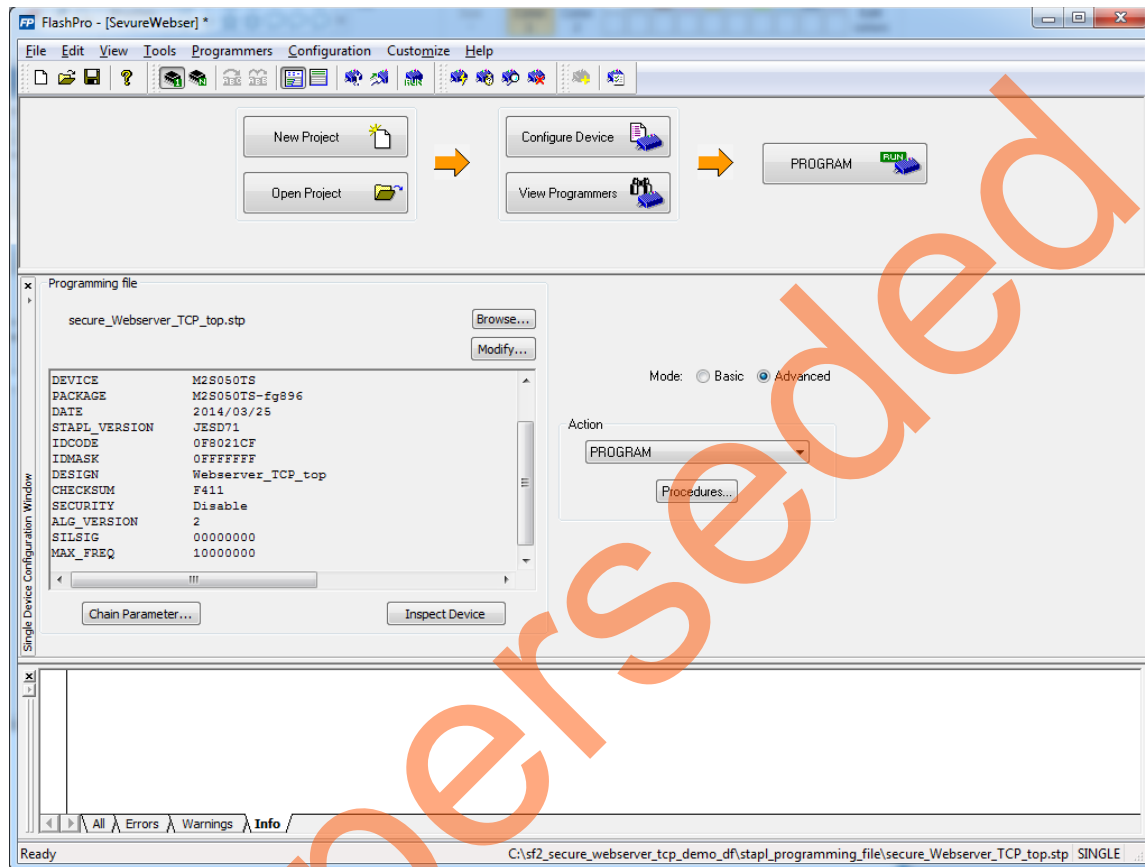 FlashPro - [SevureWebser] *
File Edit View Tools Programmers Configuration Customize Help
New Project
Configure Device
RUN
PROGRAM
Open Project
View Programmers
Programming file
secure_Webserver_TCP_top.stp
Browse...
Modify...
DEVICE M2S050TS
PACKAGE M2S050TS-fg896
DATE 2014/03/25
STAPL_VERSION JESD71
IDCODE 0F8021CF
IDMASK 0FFFFFFF
DESIGN Webserver_TCP_top
CHECKSUM F411
SECURITY Disable
ALG_VERSION 2
SILSIG 00000000
MAX_FREQ 10000000
Chain Parameter...
Inspect Device
Mode: Basic Advanced
Action
PROGRAM
Procedures...
Single Device Configuration Window
All Errors Warnings Info
Ready
C:\sf2_secure_webserver_tcp_demo_df\stapl_programming_file\secure_Webserver_TCP_top.stp SINGLE
perseded